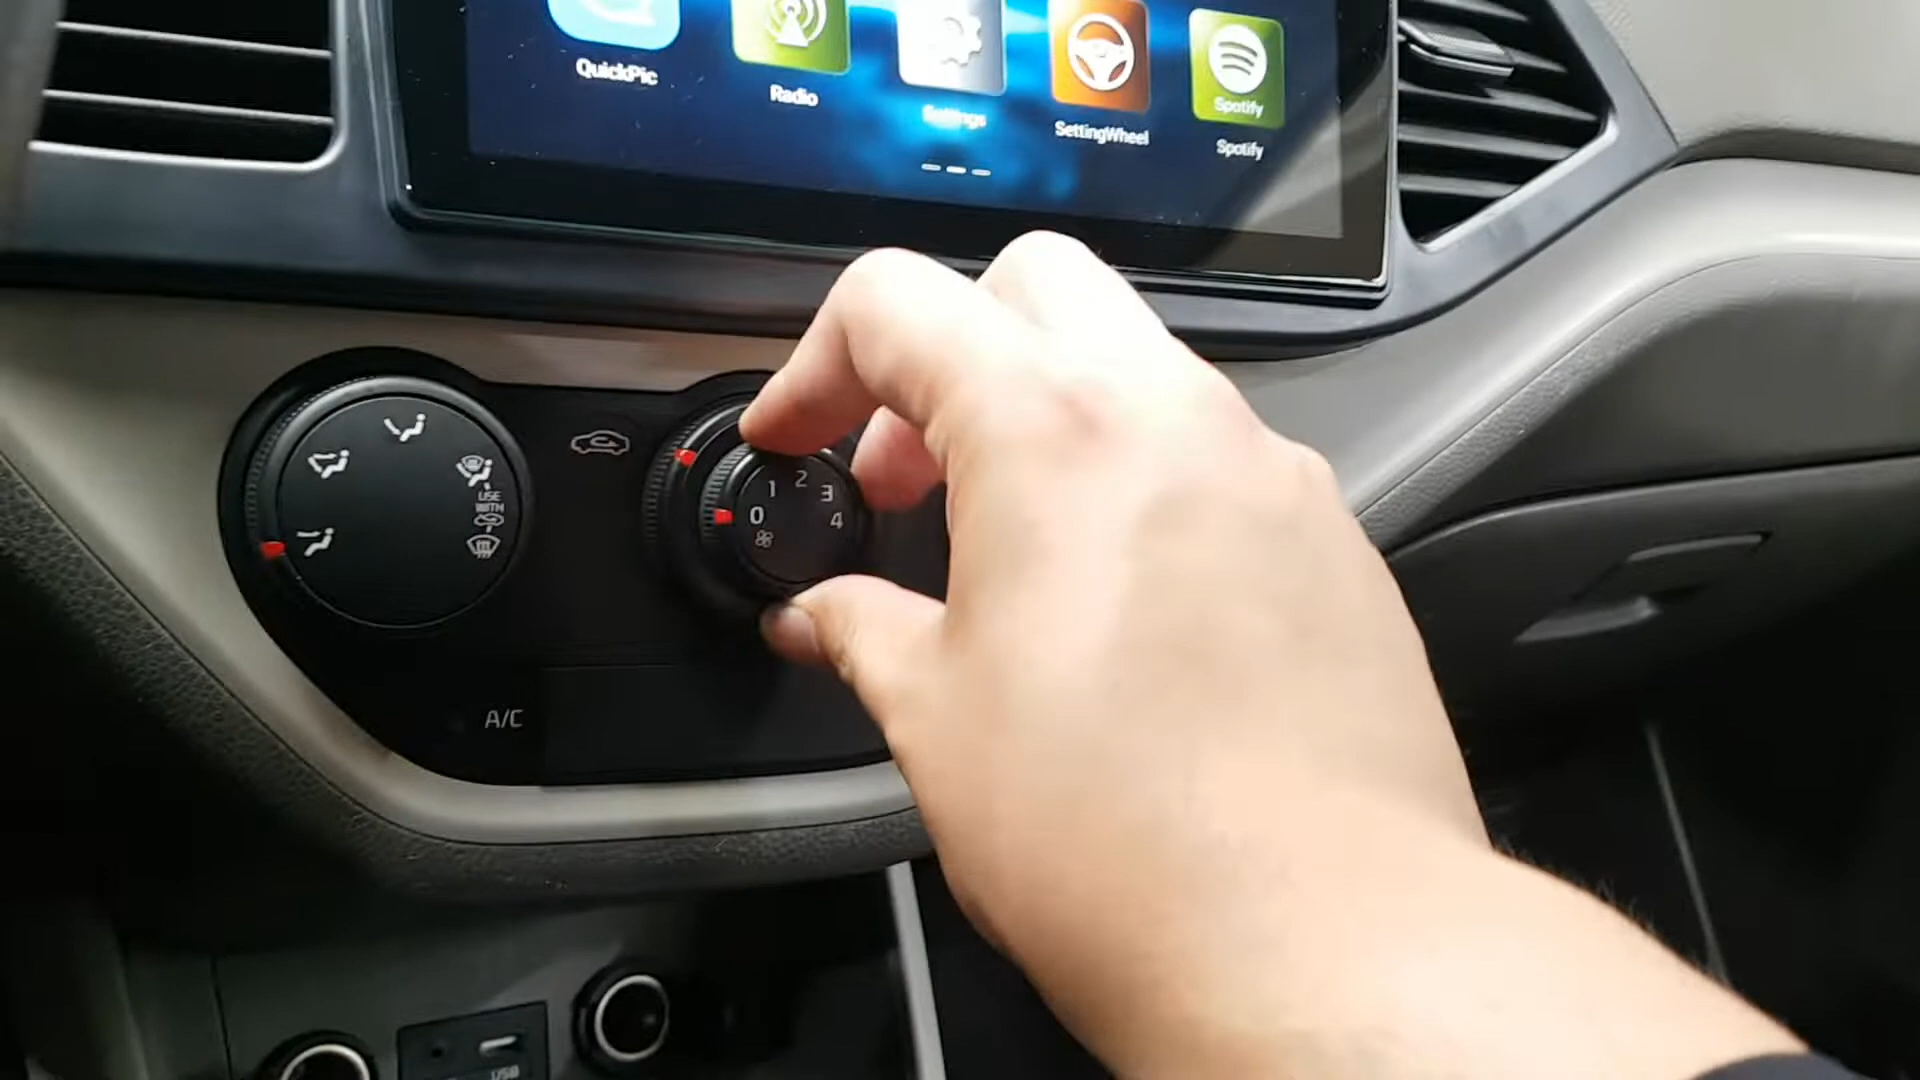 QuickPic
Radio
Settings
SettingWheel
Spotify
Spotify
USE
WITH
0
1
2
3
4
A/C
USB